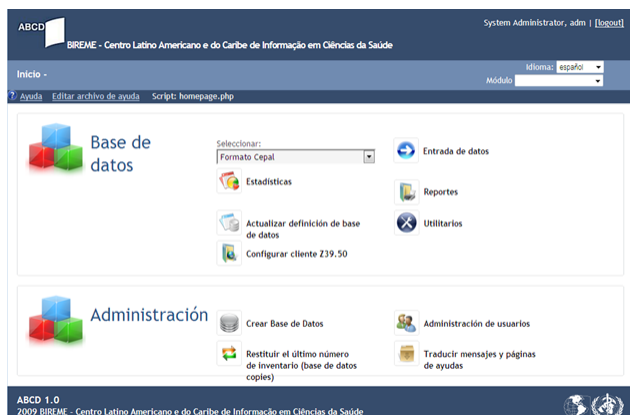 ABCD
System Administrator, adm | [logout]
BIREME - Centro Latino Americano e do Caribe de Informação em Ciências da Saúde
Inicio -
Idioma: español
Módulo
? Ayuda Editar archivo de ayuda Script: homepage.php
Base de
datos
Seleccionar:
Formato Cepal
Entrada de datos
Estadísticas
Reportes
Actualizar definición de base
de datos
Utilitarios
Configurar cliente Z39.50
Administración
Crear Base de Datos
Administración de usuarios
Restituir el último número
de inventario (base de datos
copies)
Traducir mensajes y páginas
de ayudas
ABCD 1.0
2009 BIREME - Centro Latino Americano e do Caribe de Informação em Ciências da Saúde